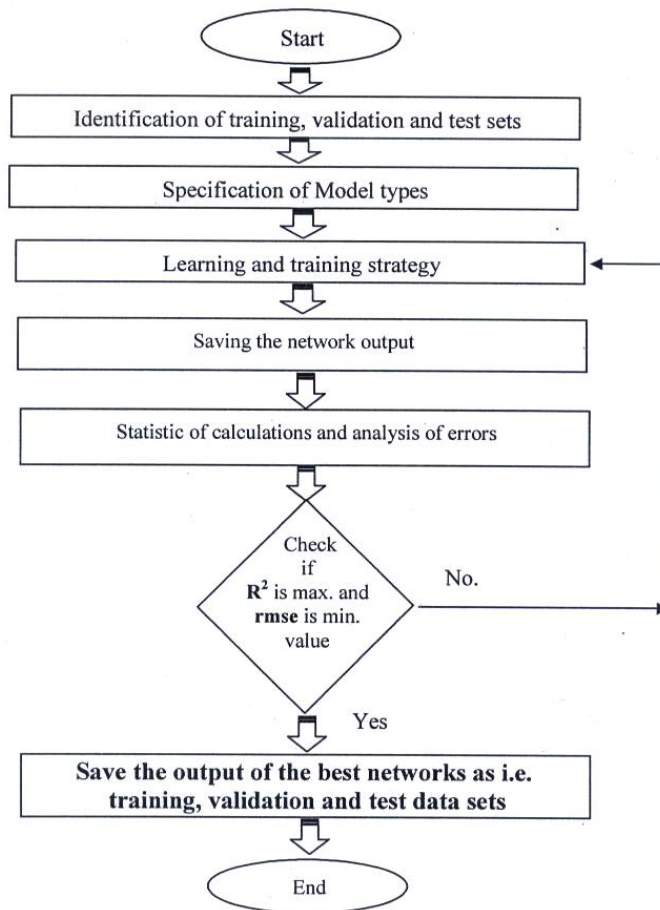 Start
Identification of training, validation and test sets
Specification of Model types
Learning and training strategy
Saving the network output
Statistic of calculations and analysis of errors
Check
if
R² is max. and
rmse is min.
value
No.
Yes
Save the output of the best networks as i.e.
training, validation and test data sets
End